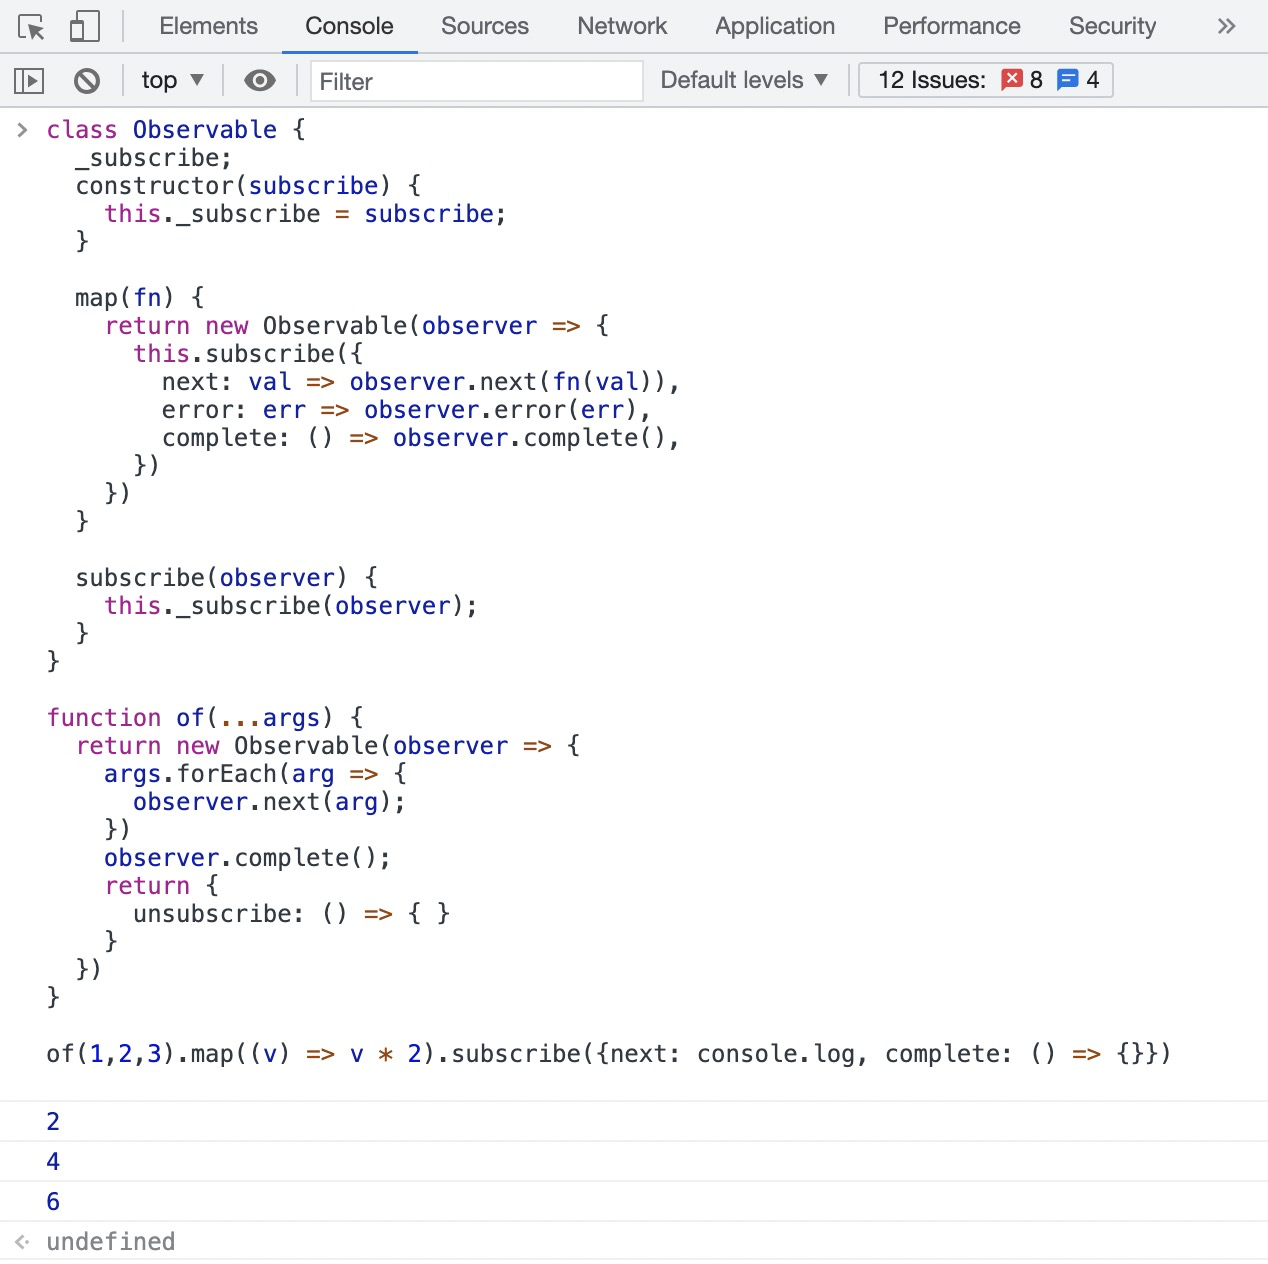 Elements Console Sources Network Application Performance Security »
top ▼ Filter Default levels ▼ 12 Issues: 8 4
> class Observable {
  _subscribe;
  constructor(subscribe) {
    this._subscribe = subscribe;
  }

  map(fn) {
    return new Observable(observer => {
      this.subscribe({
        next: val => observer.next(fn(val)),
        error: err => observer.error(err),
        complete: () => observer.complete(),
      })
    })
  }

  subscribe(observer) {
    this._subscribe(observer);
  }
}

function of(...args) {
  return new Observable(observer => {
    args.forEach(arg => {
      observer.next(arg);
    })
    observer.complete();
    return {
      unsubscribe: () => { }
    }
  })
}

of(1,2,3).map((v) => v * 2).subscribe({next: console.log, complete: () => {}})
2
4
6
undefined